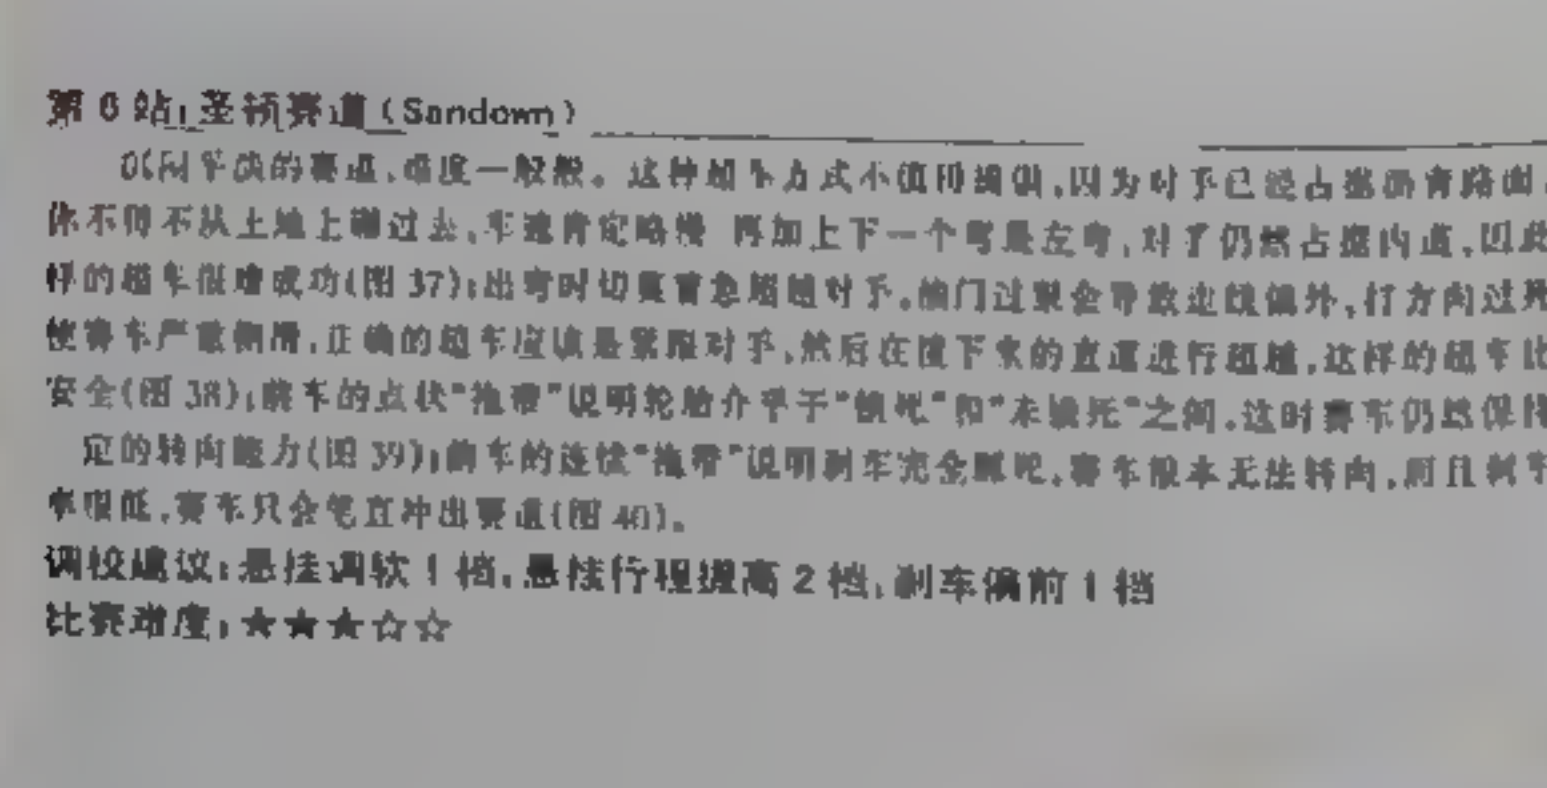 第 6 站:圣顿赛道(Sandown)
的赛道,难度一般般。这种超车方式不值得提倡,因为对手已经占据沥青路面,
你不得不从土地上蹭过去,车速肯定略慢 再加上下一个弯是左弯,对手仍然占据内道,因此
样的超车很难成功(图 37);出弯时切莫着急超越对手,油门过猛会导致走线偏外,打方向过死
使赛车严重侧滑,正确的超车应该是紧跟对手,然后在接下来的直道进行超越,这样的超车比
安全(图 38);前车的点状“拖带”说明轮胎介乎于“锁死”和“未锁死”之间,这时赛车仍然保持
定的转向能力(图 39);前车的连续“拖带”说明刹车完全锁死,赛车根本无法转向,而且刹车
率很低,赛车只会笔直冲出赛道(图 40)。
调校建议:悬挂调软 1 档,悬挂行程提高 2 档,刹车偏前 1 档
比赛难度:★★★☆☆